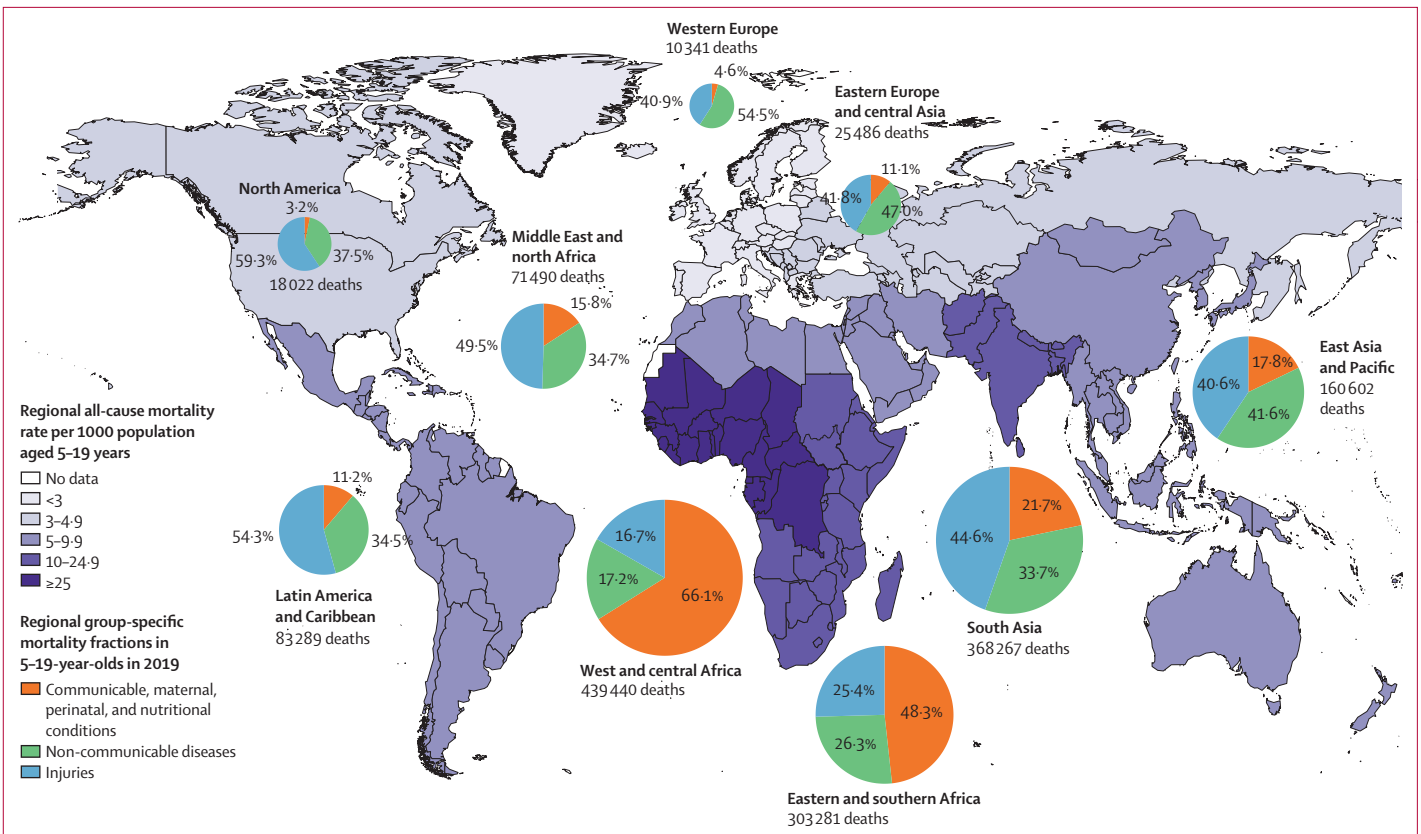 Western Europe
10 341 deaths
4·6%
40·9%
54·5%
Eastern Europe
and central Asia
25 486 deaths
11·1%
41·8%
47·0%
North America
3·2%
59·3%
37·5%
18 022 deaths
Middle East and
north Africa
71 490 deaths
15·8%
49·5%
34·7%
East Asia
and Pacific
160 602
deaths
17·8%
40·6%
41·6%
Regional all-cause mortality
rate per 1000 population
aged 5–19 years
No data
<3
3–4·9
5–9·9
10–24·9
≥25
Regional group-specific
mortality fractions in
5–19-year-olds in 2019
Communicable, maternal,
perinatal, and nutritional
conditions
Non-communicable diseases
Injuries
11·2%
54·3%
34·5%
Latin America
and Caribbean
83 289 deaths
16·7%
17·2%
66·1%
West and central Africa
439 440 deaths
21·7%
44·6%
33·7%
South Asia
368 267 deaths
25·4%
48·3%
26·3%
Eastern and southern Africa
303 281 deaths